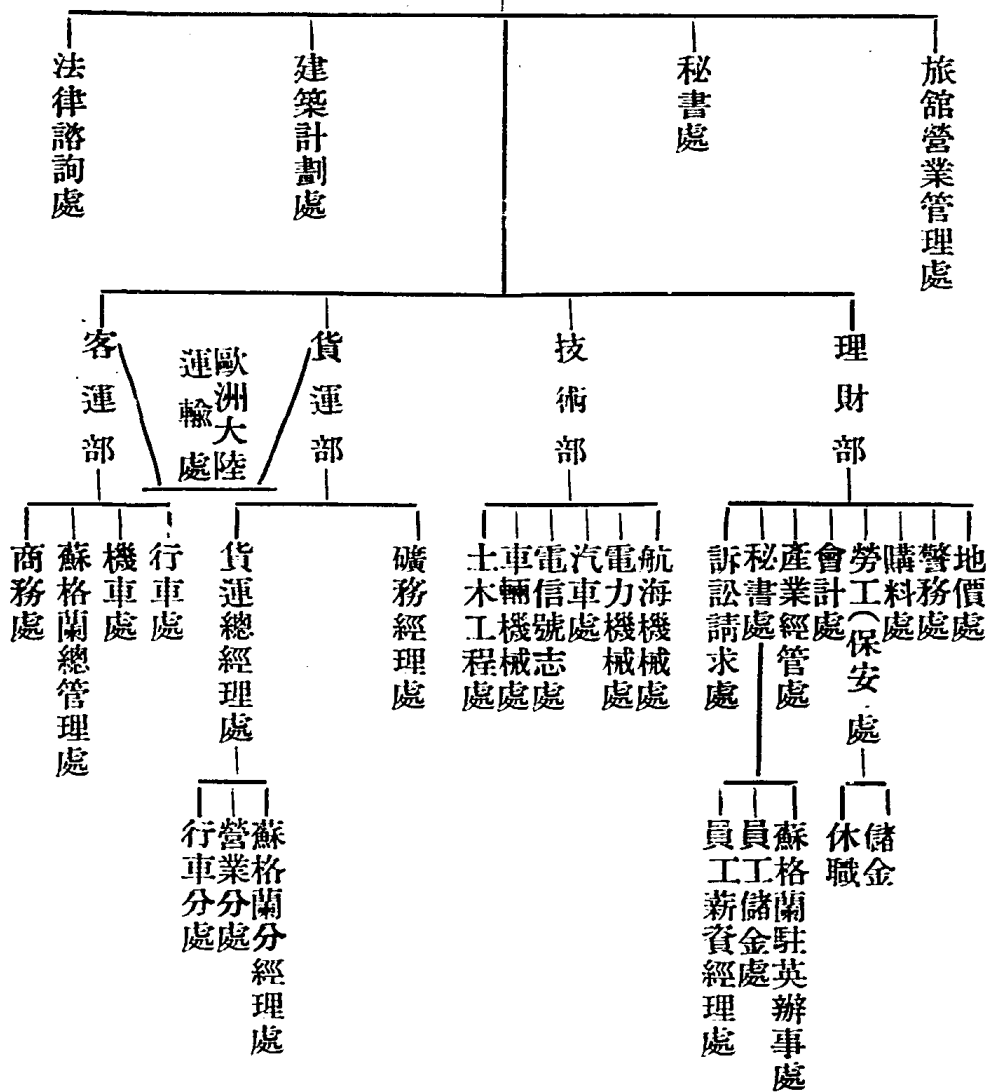 旅館營業管理處
秘書處
建築計劃處
法律諮詢處
理財部
技術部
貨運部
歐洲大陸
運輸處
客運部
地價處
警務處
購料處
勞工(保安 處
會計處
產業經管處
秘書處
訴訟請求處
航海機械處
電力機械處
汽車處
電信號志處
車輛機械處
土木工程處
礦務經理處
貨運總經理處
行車處
機車處
蘇格蘭總管理處
商務處
儲金
休職
蘇格蘭駐英辦事處
員工儲金處
員工薪資經理處
蘇格蘭分經理處
營業分處
行車分處